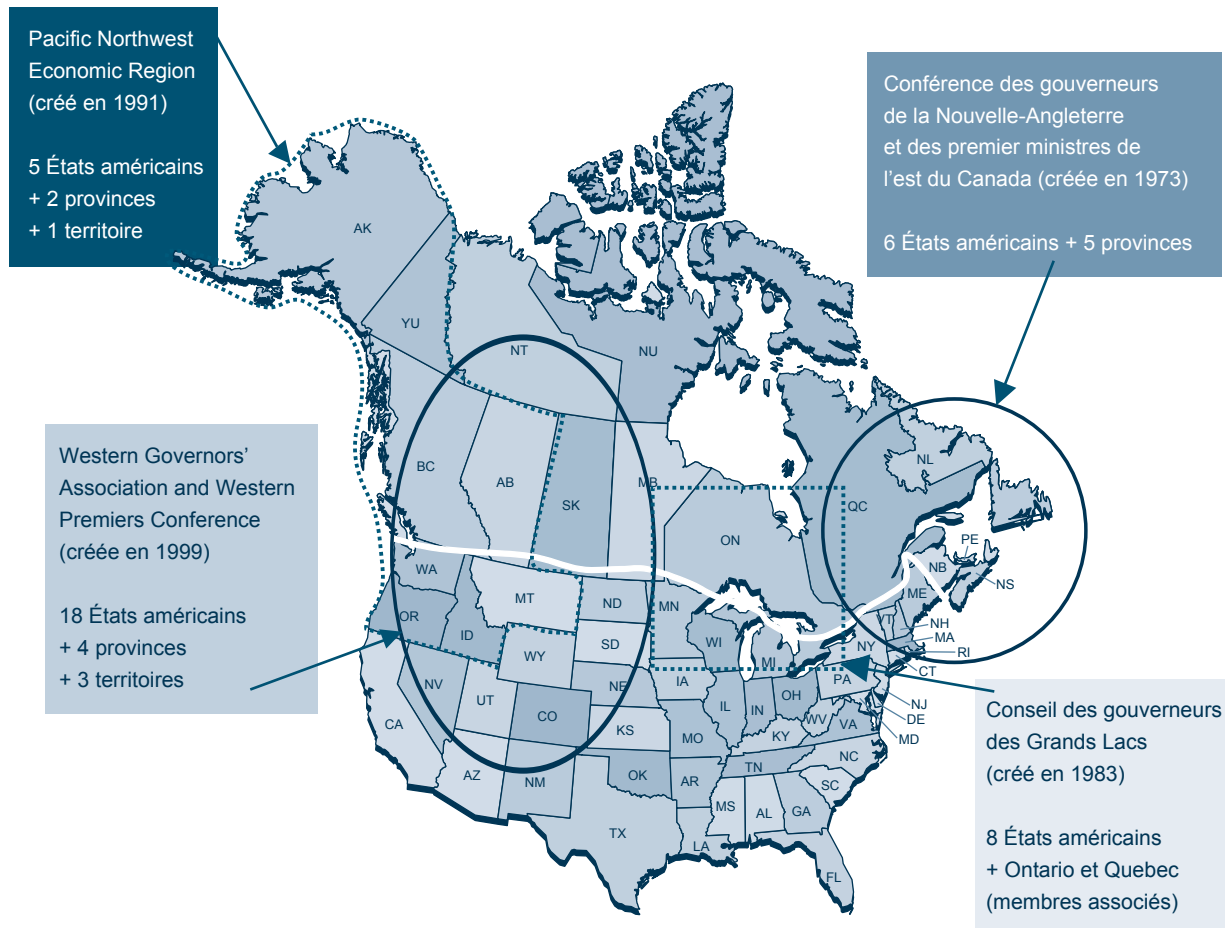 Pacific Northwest
Economic Region
(créé en 1991)
5 États américains
+ 2 provinces
+ 1 territoire
Conférence des gouverneurs
de la Nouvelle-Angleterre
et des premier ministres de
l'est du Canada (créée en 1973)
6 États américains + 5 provinces
Western Governors'
Association and Western
Premiers Conference
(créée en 1999)
18 États américains
+ 4 provinces
+ 3 territoires
Conseil des gouverneurs
des Grands Lacs
(créé en 1983)
8 États américains
+ Ontario et Quebec
(membres associés)
AK
YU
NT
NU
BC
AB
SK
MB
ON
QC
NL
PE
NB
NS
ME
WA
MT
ND
MN
OR
ID
SD
WI
MI
VT
NH
MA
NY
RI
CT
WY
NV
UT
CO
NE
IA
IL
IN
OH
PA
NJ
DE
MD
CA
KS
MO
KY
WV
VA
AZ
NM
OK
AR
TN
NC
SC
TX
LA
MS
AL
GA
FL